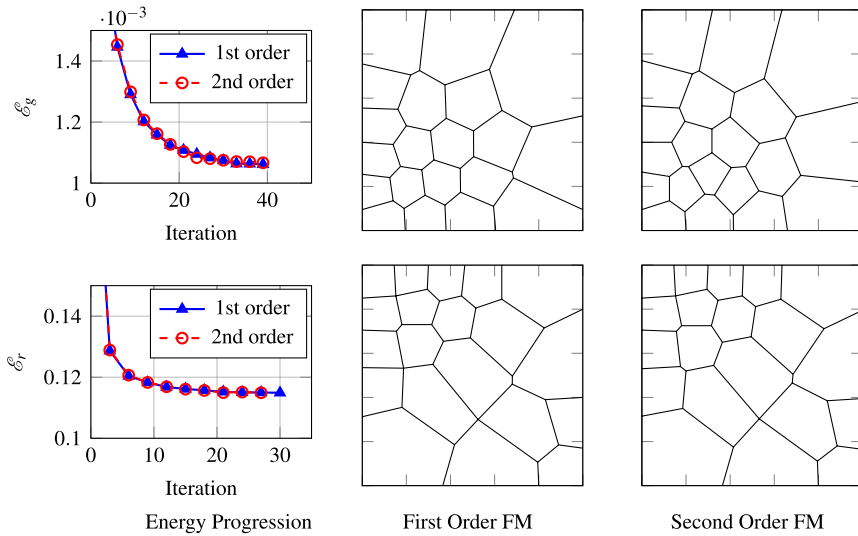 ·10−3
1.4
1.2
1
ℰg
1st order
2nd order
0 20 40
Iteration
0.14
0.12
0.1
ℰr
1st order
2nd order
0 10 20 30
Iteration
Energy Progression
First Order FM
Second Order FM